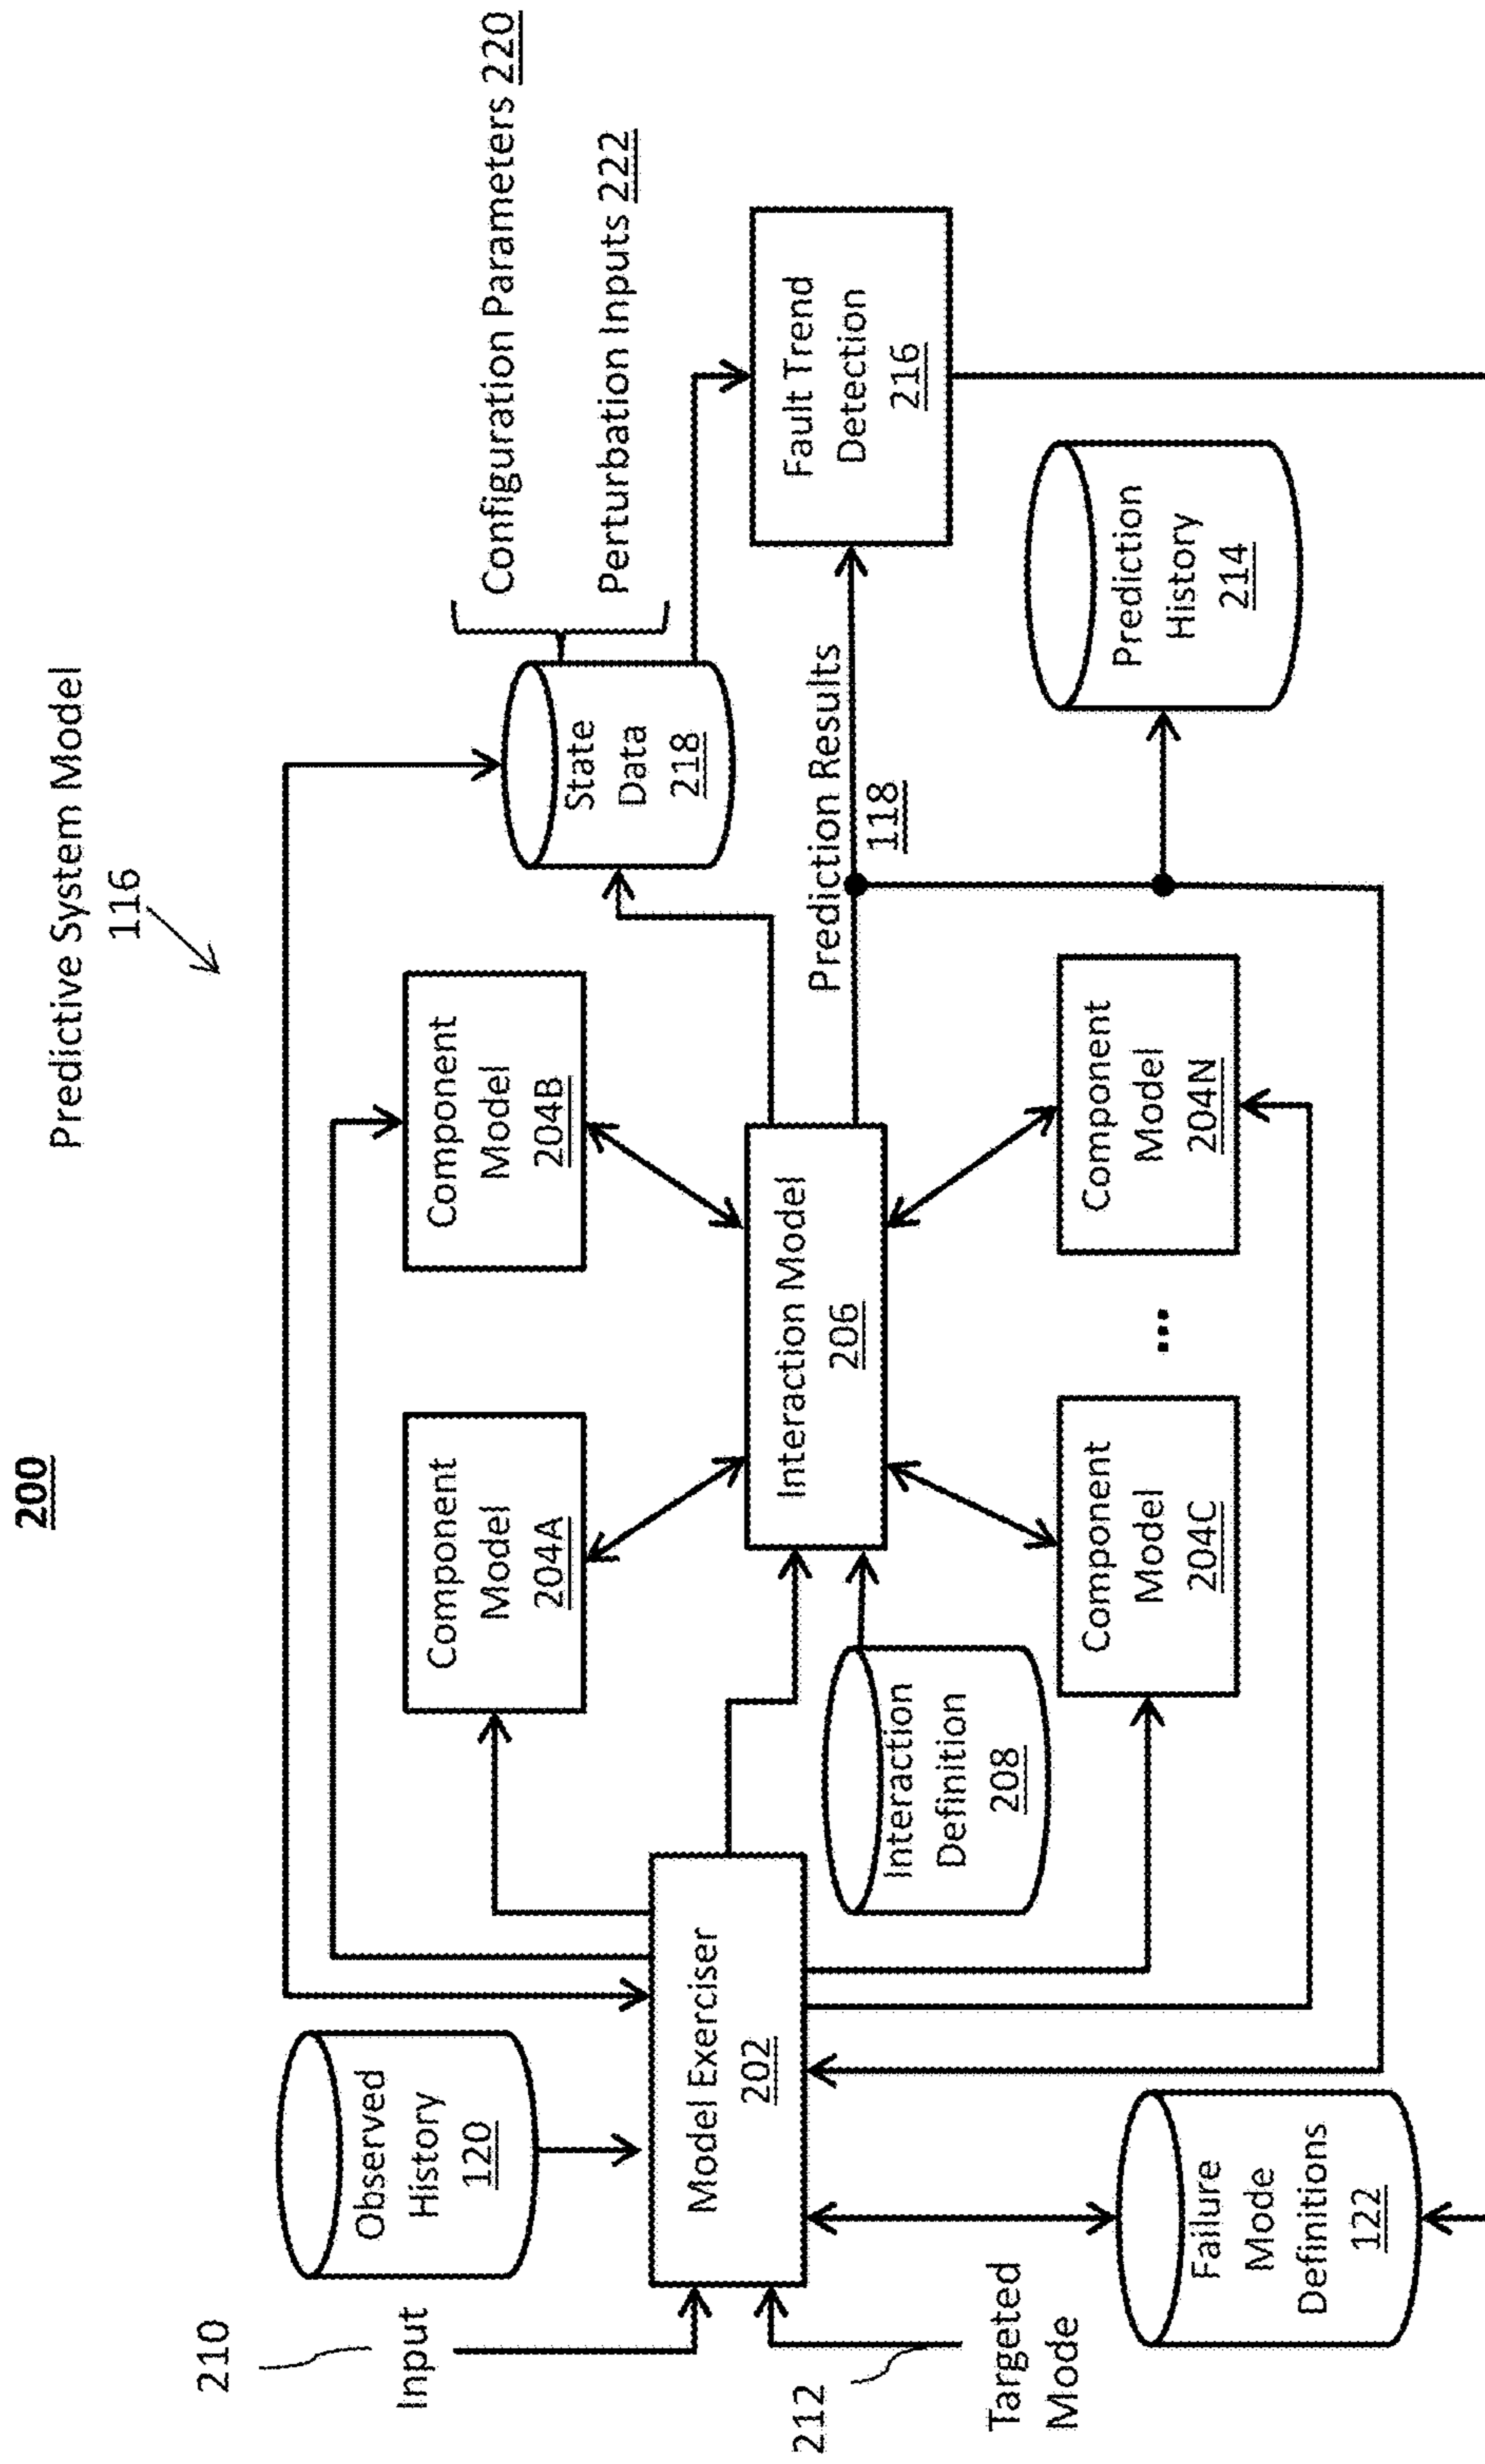 200
Predictive System Model
116
Configuration Parameters 220
Perturbation Inputs 222
210
Input
Observed
History
120
Component
Model
204A
Component
Model
204B
State
Data
218
Model Exerciser
202
Interaction Model
206
Prediction Results
118
Fault Trend
Detection
216
212
Targeted
Mode
Interaction
Definition
208
Failure
Mode
Definitions
122
Component
Model
204C
...
Component
Model
204N
Prediction
History
214